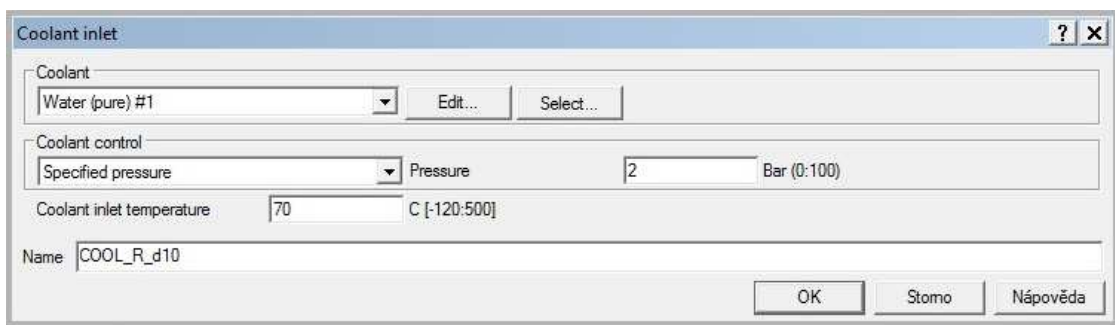 Coolant inlet ? X
Coolant
Water (pure) #1 Edit... Select...
Coolant control
Specified pressure Pressure 2 Bar (0:100)
Coolant inlet temperature 70 C [-120:500]
Name COOL_R_d10
OK Storno Nápověda